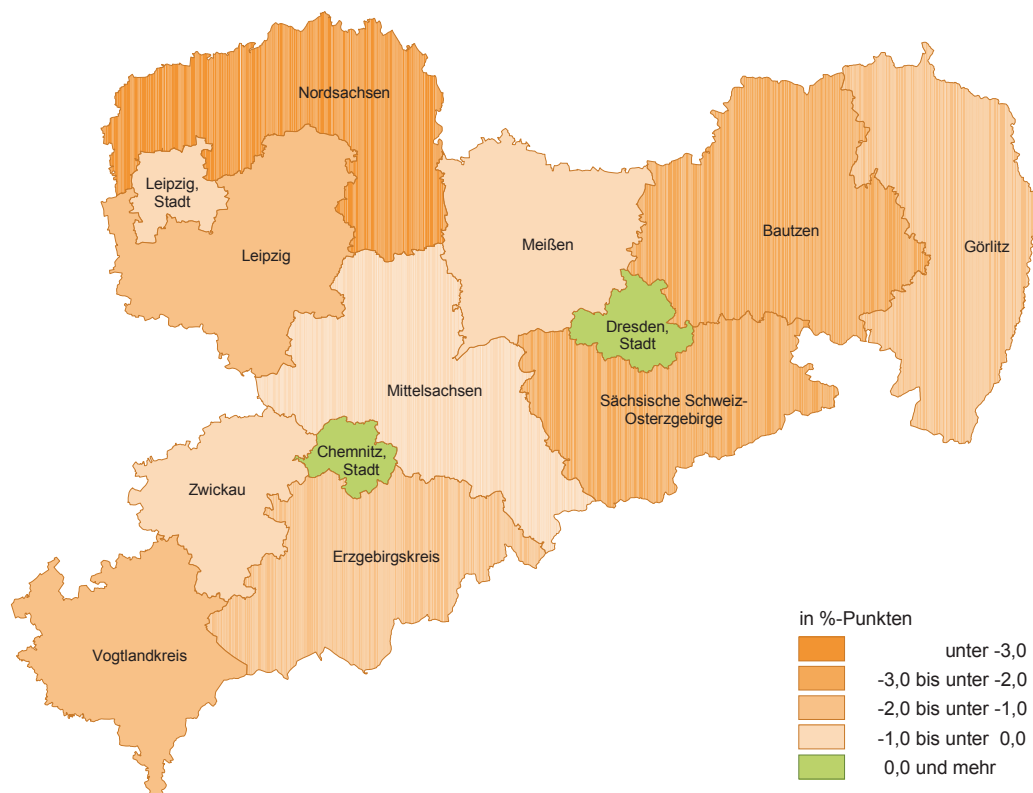 Nordsachsen
Leipzig,
Stadt
Leipzig
Meißen
Bautzen
Görlitz
Dresden,
Stadt
Mittelsachsen
Sächsische Schweiz-
Osterzgebirge
Chemnitz,
Stadt
Zwickau
Erzgebirgskreis
Vogtlandkreis
in %-Punkten
unter -3,0
-3,0 bis unter -2,0
-2,0 bis unter -1,0
-1,0 bis unter 0,0
0,0 und mehr